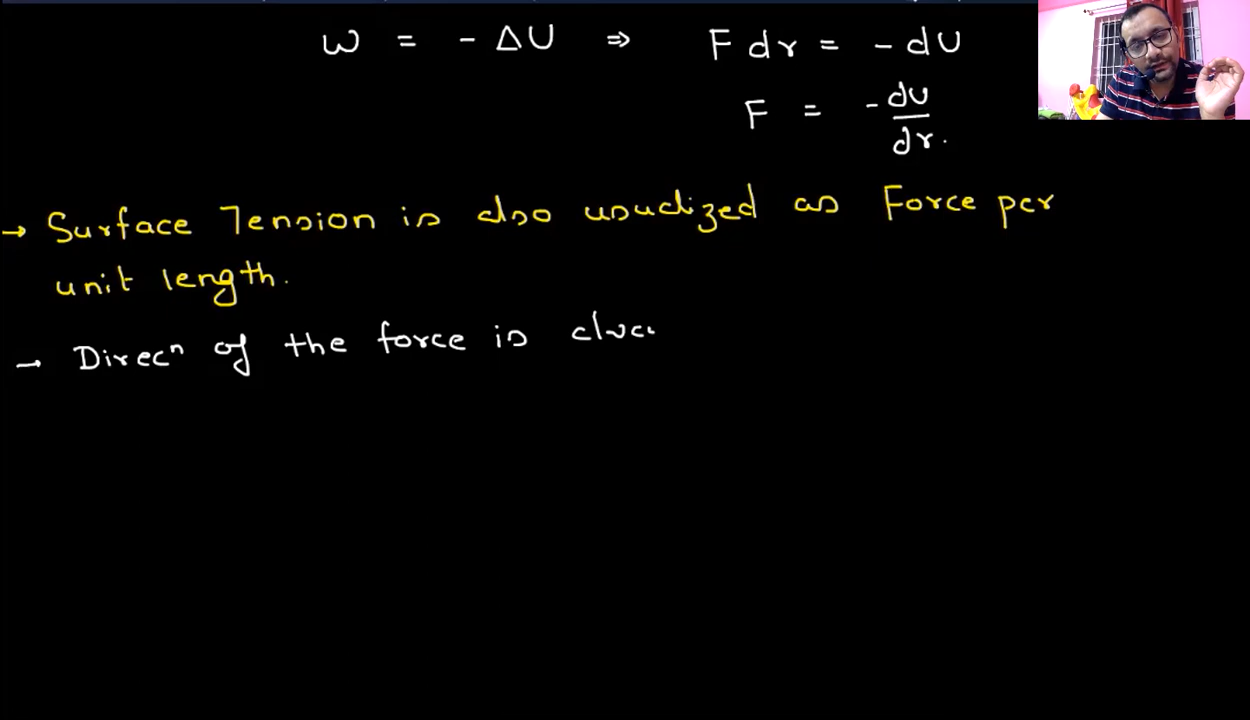 W = - ΔU ⇒ F dr = - dU
F = - dU/dr.
→ Surface Tension is also visualized as Force per
unit length.
→ Direcⁿ of the force is